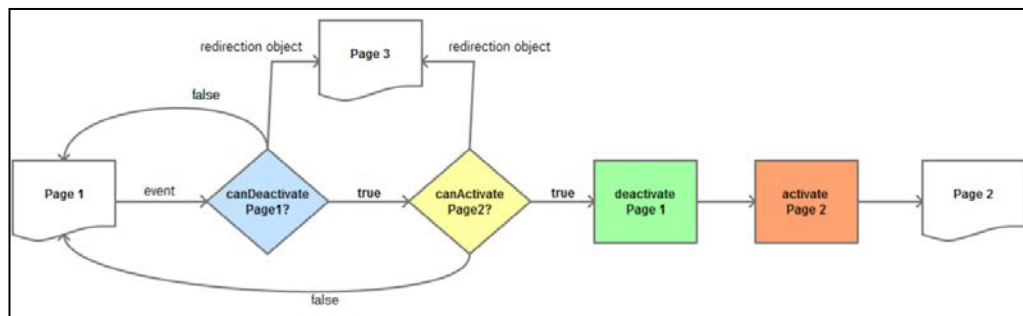 redirection object
Page 3
redirection object
false
Page 1
event
canDeactivate
Page1?
true
canActivate
Page2?
true
deactivate
Page 1
activate
Page 2
Page 2
false